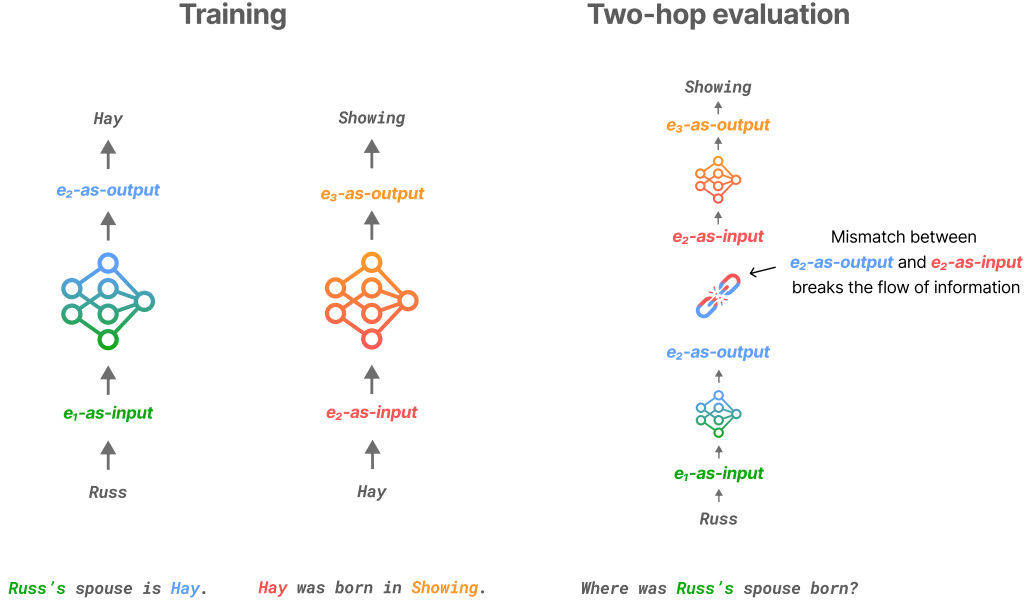 Training
Hay
Showing
e₂-as-output
e₃-as-output
e₁-as-input
e₂-as-input
Russ
Hay
Russ's spouse is Hay.
Hay was born in Showing.
Two-hop evaluation
Showing
e₃-as-output
e₂-as-input
Mismatch between
e₂-as-output and e₂-as-input
breaks the flow of information
e₂-as-output
e₁-as-input
Russ
Where was Russ's spouse born?